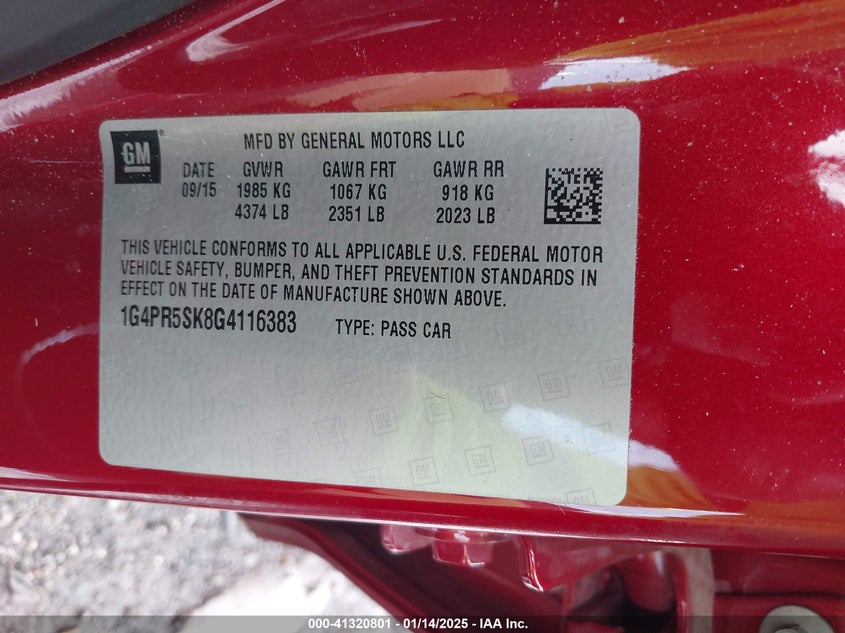 GM
MFD BY GENERAL MOTORS LLC
DATE GVWR GAWR FRT GAWR RR
09/15 1985 KG 1067 KG 918 KG
4374 LB 2351 LB 2023 LB
THIS VEHICLE CONFORMS TO ALL APPLICABLE U.S. FEDERAL MOTOR
VEHICLE SAFETY, BUMPER, AND THEFT PREVENTION STANDARDS IN
EFFECT ON THE DATE OF MANUFACTURE SHOWN ABOVE.
1G4PR5SK8G4116383 TYPE: PASS CAR
000-41320801 - 01/14/2025 - IAA Inc.